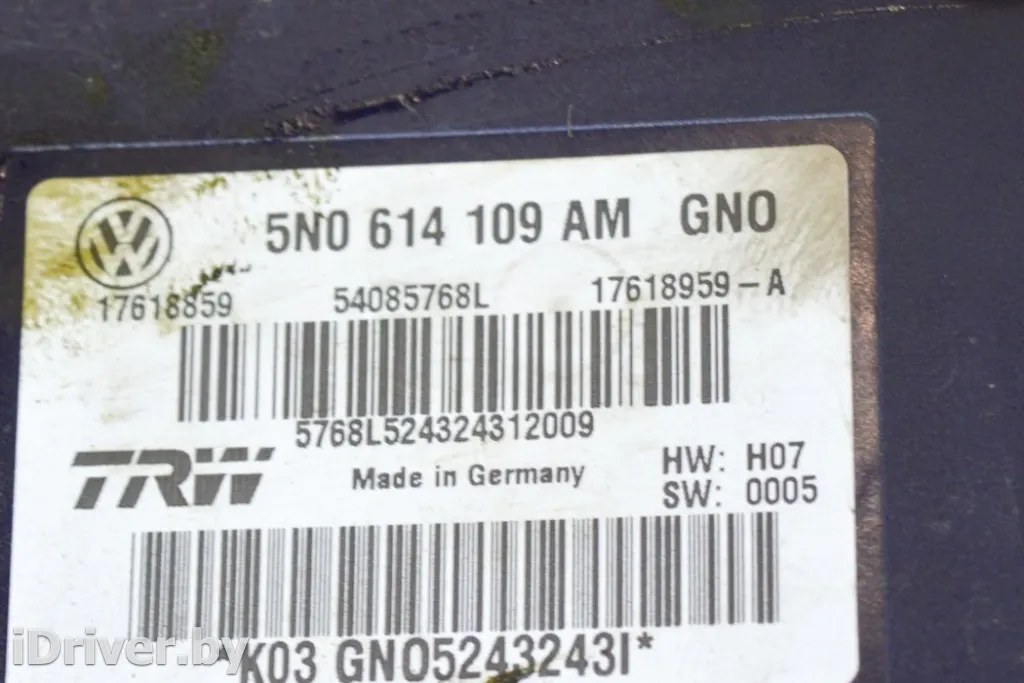 5N0 614 109 AM GNO
17618859 54085768L 17618959-A
5768L524324312009
TRW Made in Germany HW: H07
SW: 0005
*K03 GNO5243243I*
iDriver.by